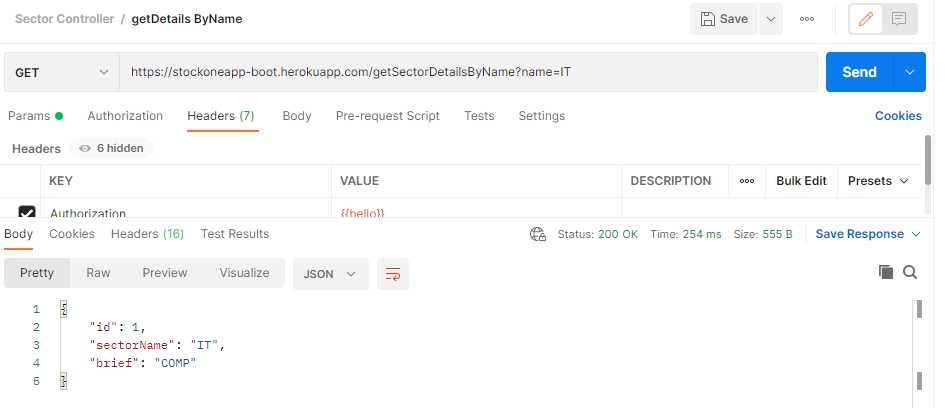 Sector Controller / getDetails ByName
Save
GET
https://stockoneapp-boot.herokuapp.com/getSectorDetailsByName?name=IT
Send
Params Authorization Headers (7) Body Pre-request Script Tests Settings Cookies
Headers 6 hidden
KEY VALUE DESCRIPTION Bulk Edit Presets
Authorization {{hello}}
Body Cookies Headers (16) Test Results Status: 200 OK Time: 254 ms Size: 555 B Save Response
Pretty Raw Preview Visualize JSON
1 {
2 "id": 1,
3 "sectorName": "IT",
4 "brief": "COMP"
5 }